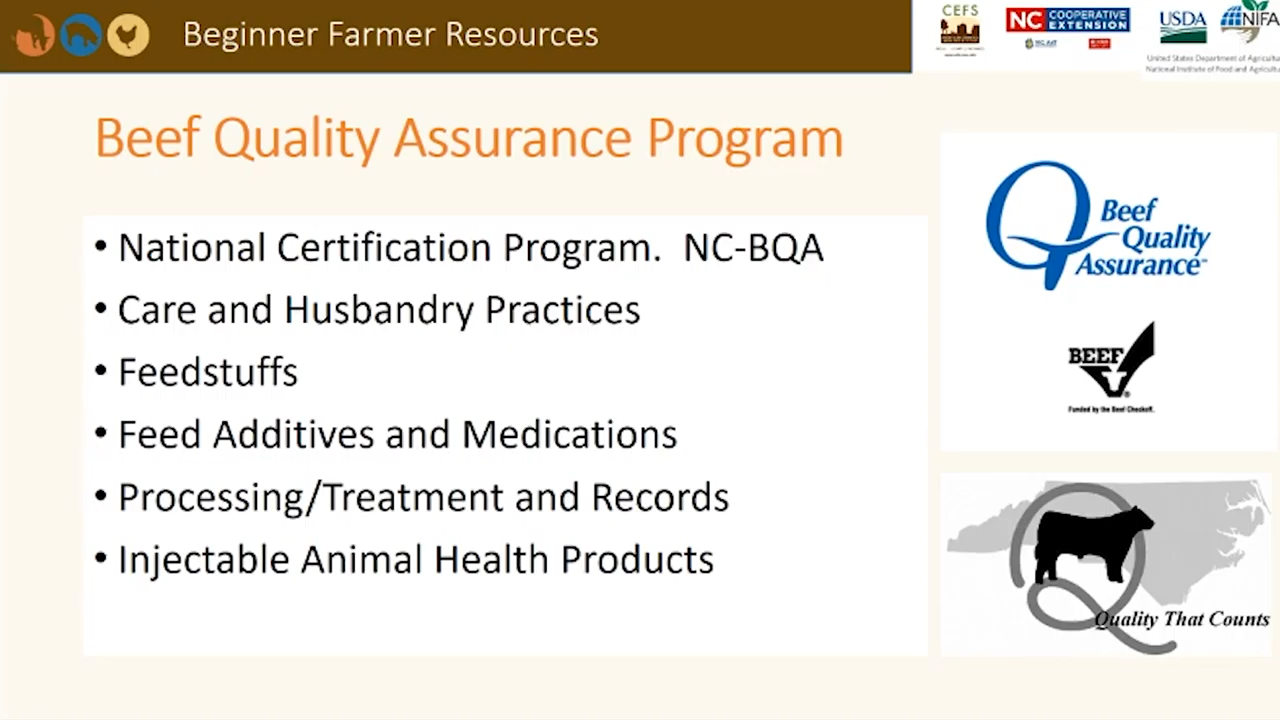 Beginner Farmer Resources
CEFS
NC COOPERATIVE
EXTENSION
USDA
NIFA
United States Department of Agricultu
National Institute of Food and Agricultu
Beef Quality Assurance Program
• National Certification Program.  NC-BQA
• Care and Husbandry Practices
• Feedstuffs
• Feed Additives and Medications
• Processing/Treatment and Records
• Injectable Animal Health Products
Beef
Quality
Assurance
BEEF
Funded by the Beef Checkoff.
Quality That Counts